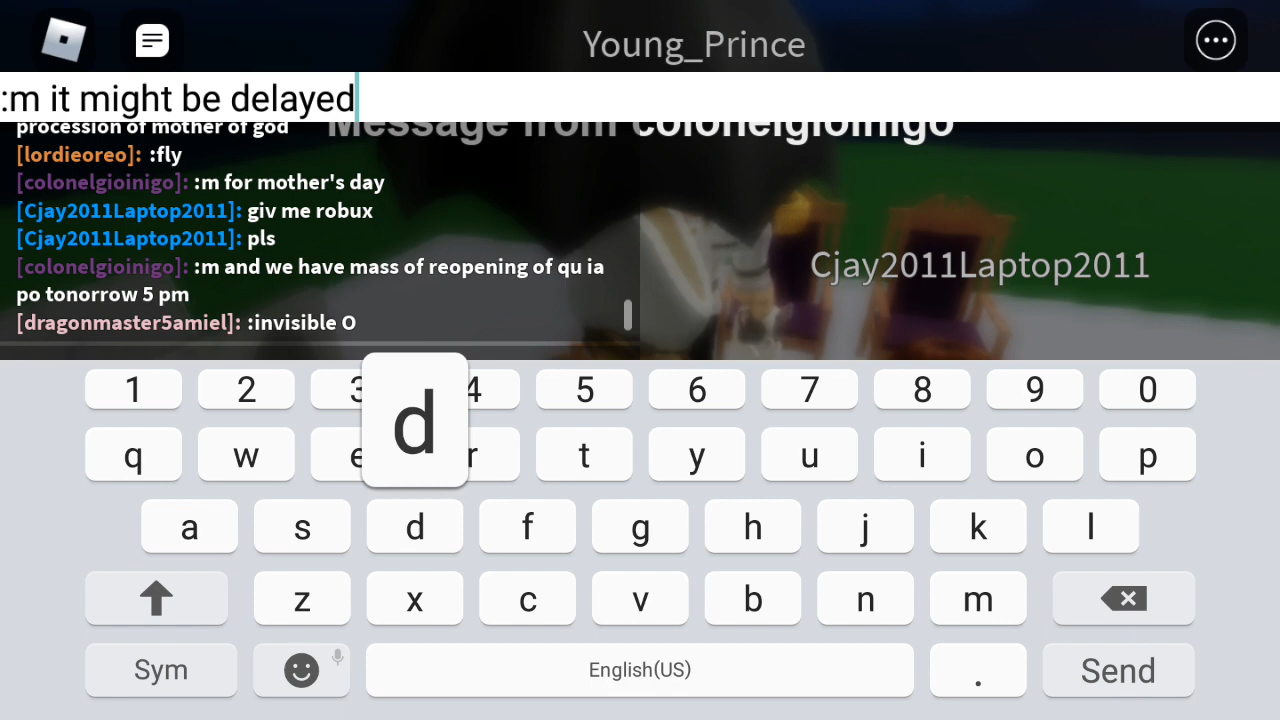 Young_Prince
:m it might be delayed
procession of mother of god
Message from colonelgioinigo
[lordieoreo]: :fly
[colonelgioinigo]: :m for mother's day
[Cjay2011Laptop2011]: giv me robux
[Cjay2011Laptop2011]: pls
[colonelgioinigo]: :m and we have mass of reopening of qu ia
po tonorrow 5 pm
[dragonmaster5amiel]: :invisible O
Cjay2011Laptop2011
1 2 3 4 5 6 7 8 9 0
d
q w e r t y u i o p
a s d f g h j k l
z x c v b n m
Sym English(US) . Send